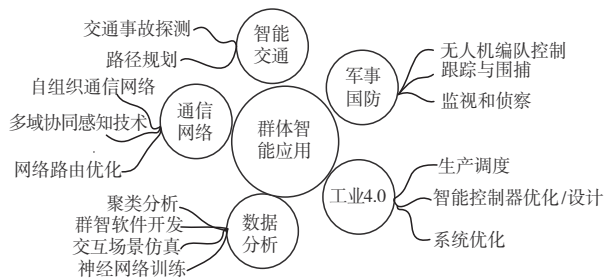 交通事故探测
路径规划
智能
交通
无人机编队控制
跟踪与围捕
监视和侦察
军事
国防
自组织通信网络
多域协同感知技术
网络路由优化
通信
网络
群体智
能应用
生产调度
智能控制器优化/设计
系统优化
工业4.0
聚类分析
群智软件开发
交互场景仿真
神经网络训练
数据
分析